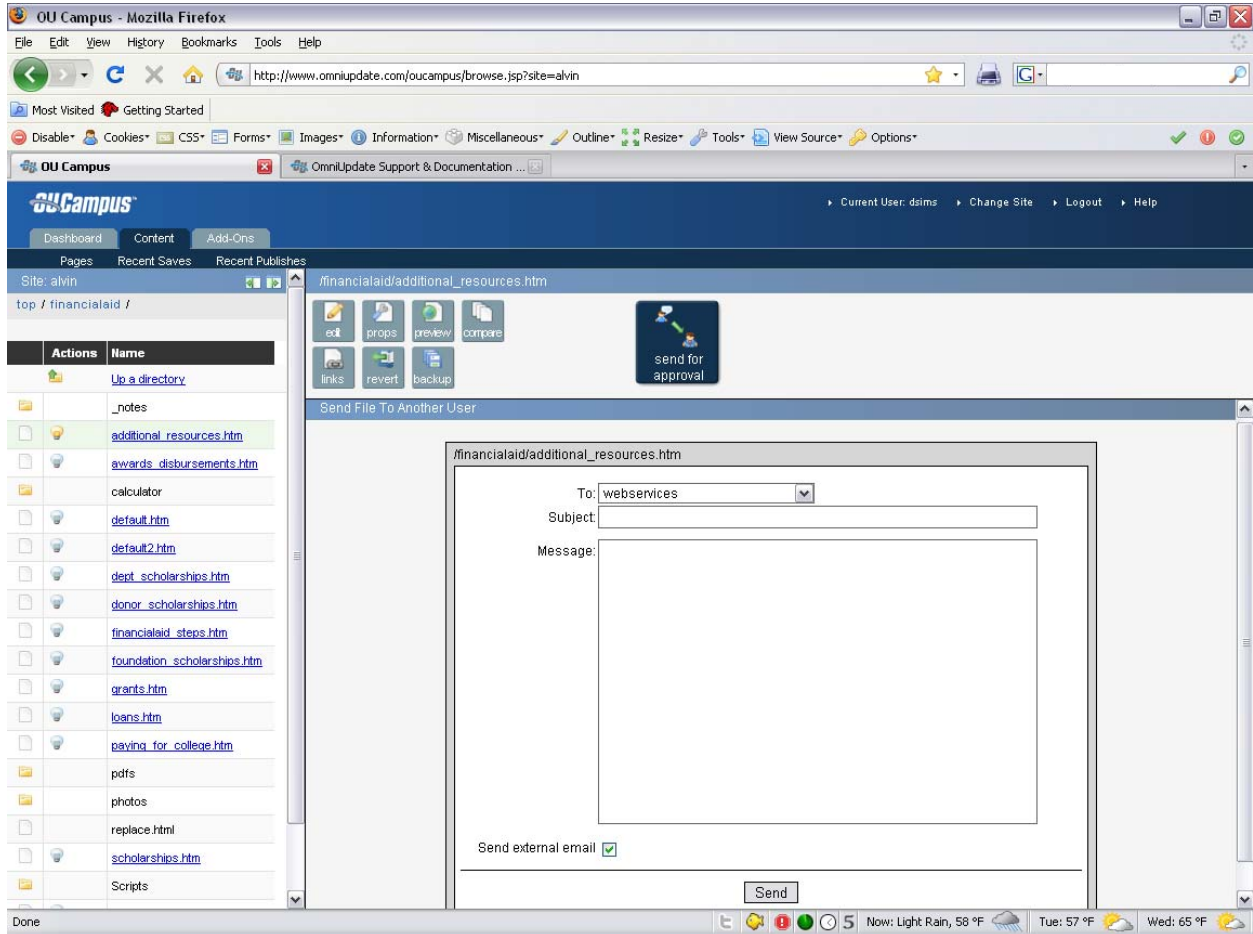 OU Campus - Mozilla Firefox
File Edit View History Bookmarks Tools Help
http://www.omniupdate.com/oucampus/browse.jsp?site=alvin
G
Most Visited Getting Started
Disable Cookies CSS Forms Images Information Miscellaneous Outline Resize Tools View Source Options
OU Campus OmniUpdate Support & Documentation ...
OU Campus
Current User: dsims Change Site Logout Help
Dashboard Content Add-Ons
Pages Recent Saves Recent Publishes
Site: alvin
top / financialaid /
Actions Name
Up a directory
_notes
additional_resources.htm
awards_disbursements.htm
calculator
default.htm
default2.htm
dept_scholarships.htm
donor_scholarships.htm
financialaid_steps.htm
foundation_scholarships.htm
grants.htm
loans.htm
paying_for_college.htm
pdfs
photos
replace.html
scholarships.htm
Scripts
/financialaid/additional_resources.htm
edit props preview compare
links revert backup
send for
approval
Send File To Another User
/financialaid/additional_resources.htm
To: webservices
Subject:
Message:
Send external email
Send
Done
5 Now: Light Rain, 58 °F Tue: 57 °F Wed: 65 °F